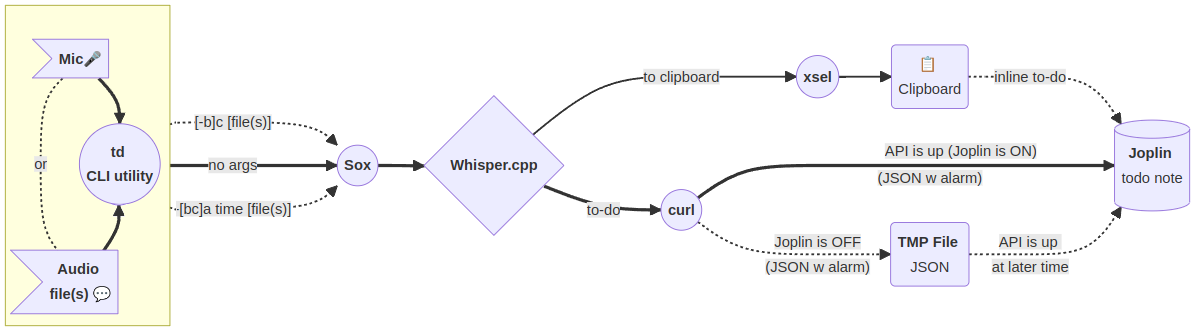 Mic🎤
or
td
CLI utility
Audio
file(s) 💬
[-b]c [file(s)]
no args
-[bc]a time [file(s)]
Sox
Whisper.cpp
to clipboard
xsel
📋
Clipboard
inline to-do
to-do
curl
API is up (Joplin is ON)
(JSON w alarm)
Joplin is OFF
(JSON w alarm)
TMP File
JSON
API is up
at later time
Joplin
todo note